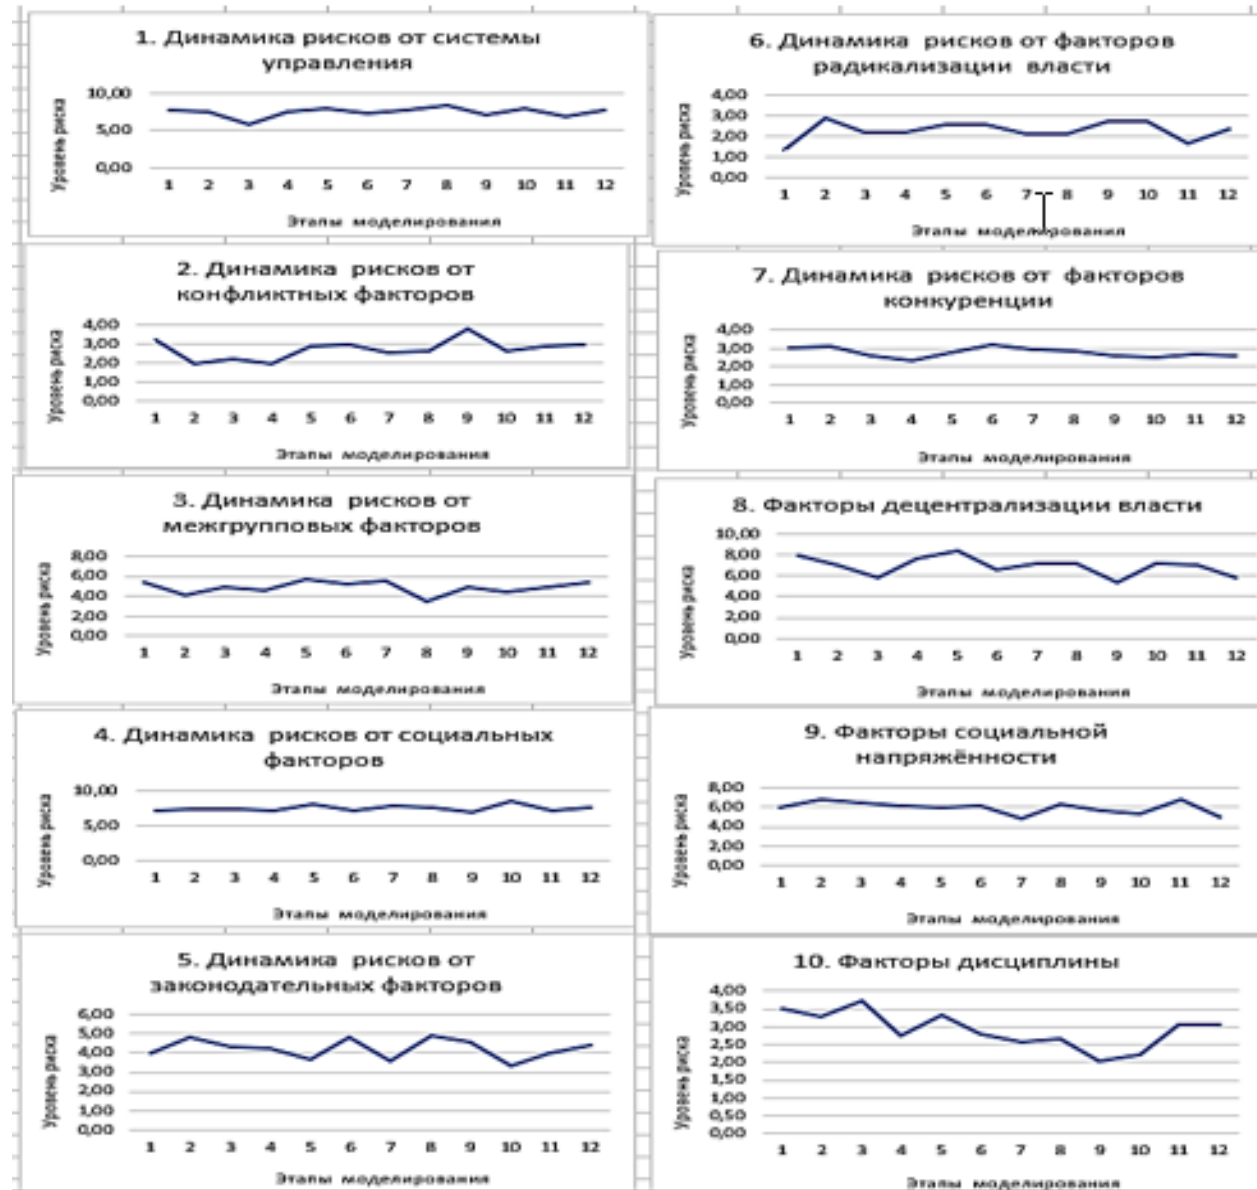 1. Динамика рисков от системы
управления
Уровень риска
10,00
5,00
0,00
1 2 3 4 5 6 7 8 9 10 11 12
Этапы моделирования
2. Динамика рисков от
конфликтных факторов
Уровень риска
4,00
3,00
2,00
1,00
0,00
1 2 3 4 5 6 7 8 9 10 11 12
Этапы моделирования
3. Динамика рисков от
межгрупповых факторов
Уровень риска
8,00
6,00
4,00
2,00
0,00
1 2 3 4 5 6 7 8 9 10 11 12
Этапы моделирования
4. Динамика рисков от социальных
факторов
Уровень риска
10,00
5,00
0,00
1 2 3 4 5 6 7 8 9 10 11 12
Этапы моделирования
5. Динамика рисков от
законодательных факторов
Уровень риска
6,00
5,00
4,00
3,00
2,00
1,00
0,00
1 2 3 4 5 6 7 8 9 10 11 12
Этапы моделирования
6. Динамика рисков от факторов
радикализации власти
Уровень риска
4,00
3,00
2,00
1,00
0,00
1 2 3 4 5 6 7 8 9 10 11 12
Этапы моделирования
7. Динамика рисков от факторов
конкуренции
Уровень риска
4,00
3,00
2,00
1,00
0,00
1 2 3 4 5 6 7 8 9 10 11 12
Этапы моделирования
8. Факторы децентрализации власти
Уровень риска
10,00
8,00
6,00
4,00
2,00
0,00
1 2 3 4 5 6 7 8 9 10 11 12
Этапы моделирования
9. Факторы социальной
напряжённости
Уровень риска
8,00
6,00
4,00
2,00
0,00
1 2 3 4 5 6 7 8 9 10 11 12
Этапы моделирования
10. Факторы дисциплины
Уровень риска
4,00
3,50
3,00
2,50
2,00
1,50
1,00
0,50
0,00
1 2 3 4 5 6 7 8 9 10 11 12
Этапы моделирования